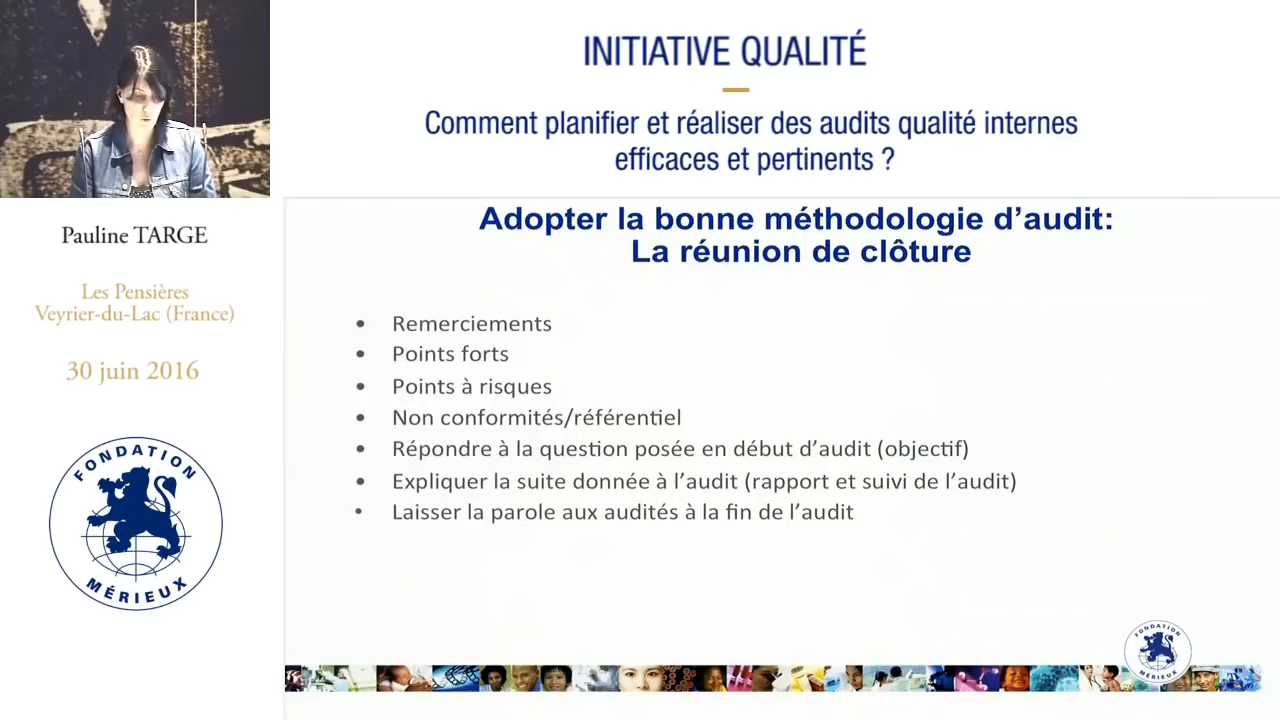 INITIATIVE QUALITÉ
Comment planifier et réaliser des audits qualité internes
efficaces et pertinents ?
Pauline TARGE
Les Pensières
Veyrier-du-Lac (France)
30 juin 2016
FONDATION
MÉRIEUX
Adopter la bonne méthodologie d’audit:
La réunion de clôture
• Remerciements
• Points forts
• Points à risques
• Non conformités/référentiel
• Répondre à la question posée en début d’audit (objectif)
• Expliquer la suite donnée à l’audit (rapport et suivi de l’audit)
• Laisser la parole aux audités à la fin de l’audit
FONDATION
MÉRIEUX